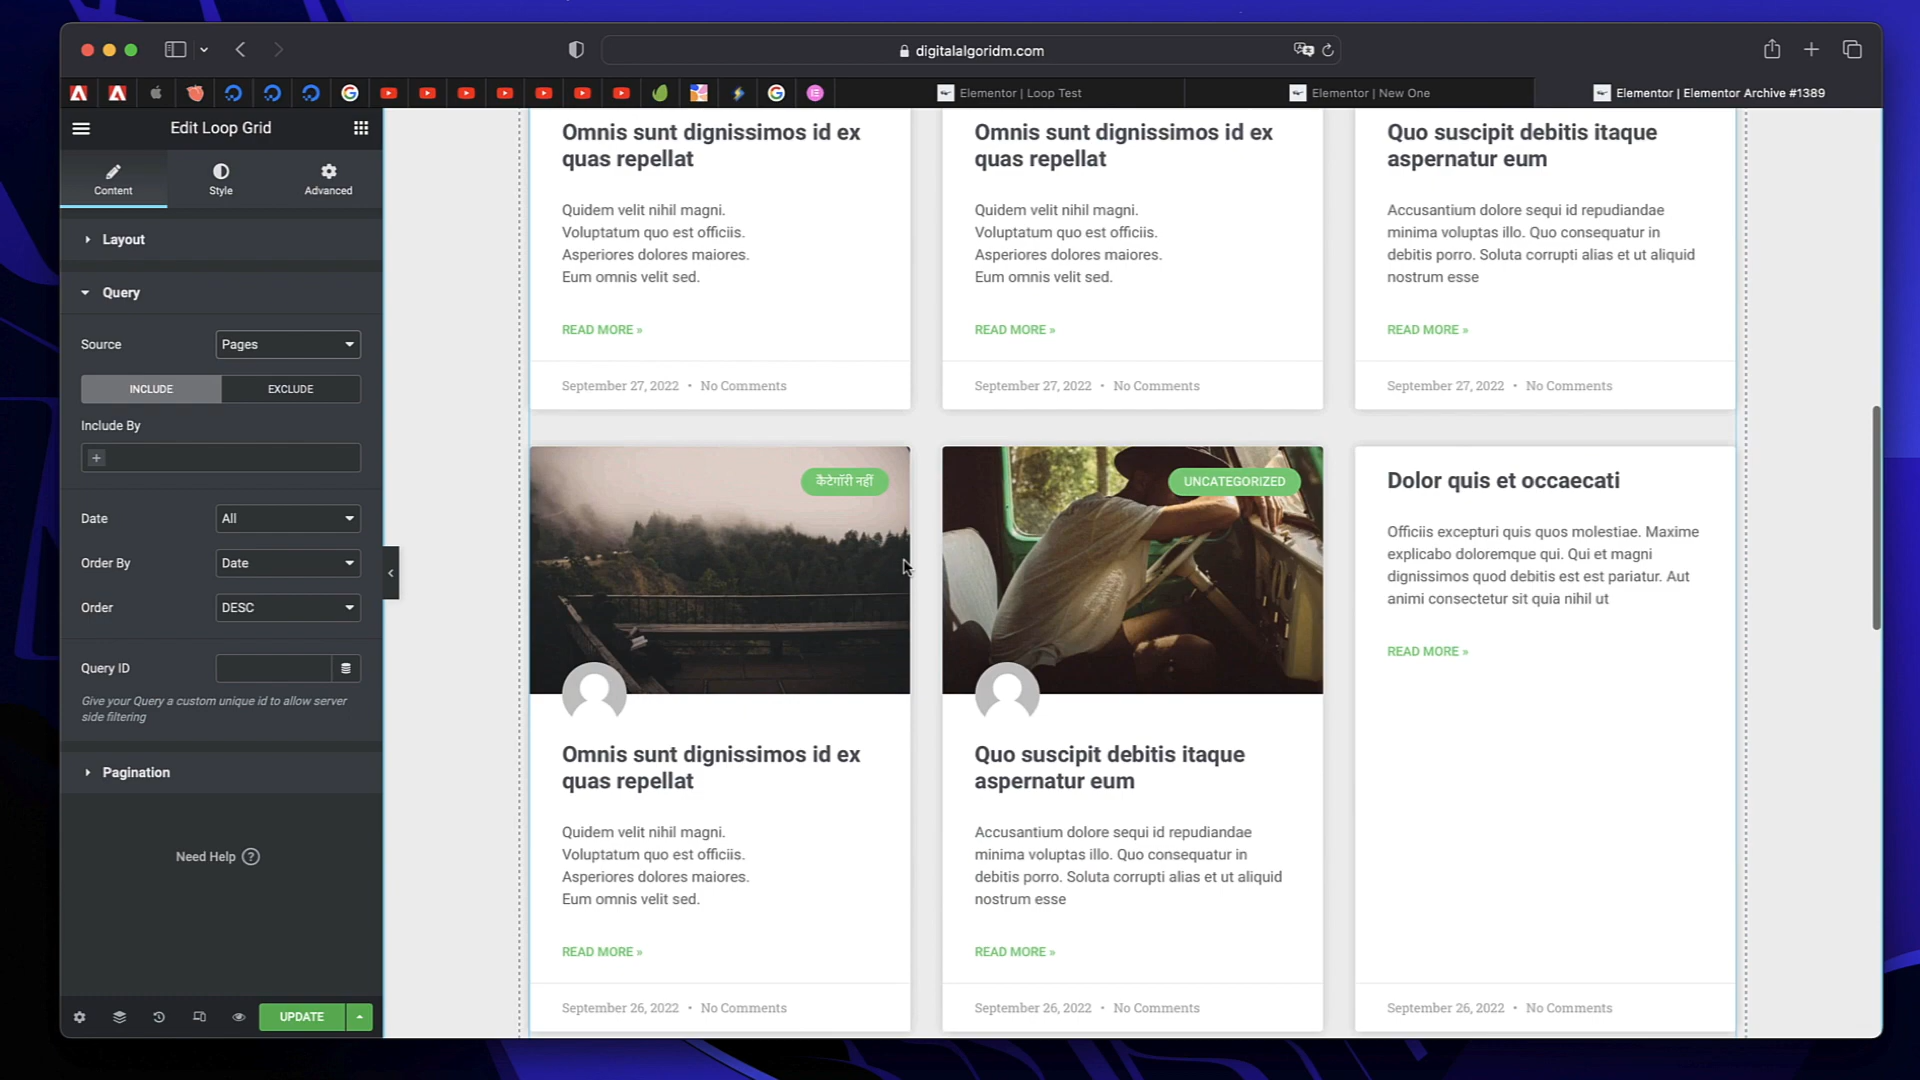 digitalalgoridm.com
Elementor | Loop Test
Elementor | New One
Elementor | Elementor Archive #1389
Edit Loop Grid
Content
Style
Advanced
Layout
Query
Source
Pages
INCLUDE
EXCLUDE
Include By
Date
All
Order By
Date
Order
DESC
Query ID
Give your Query a custom unique id to allow server
side filtering
Pagination
Need Help
UPDATE
Omnis sunt dignissimos id ex
quas repellat
Quidem velit nihil magni.
Voluptatum quo est officiis.
Asperiores dolores maiores.
Eum omnis velit sed.
READ MORE »
September 27, 2022 • No Comments
Omnis sunt dignissimos id ex
quas repellat
Quidem velit nihil magni.
Voluptatum quo est officiis.
Asperiores dolores maiores.
Eum omnis velit sed.
READ MORE »
September 27, 2022 • No Comments
Quo suscipit debitis itaque
aspernatur eum
Accusantium dolore sequi id repudiandae
minima voluptas illo. Quo consequatur in
debitis porro. Soluta corrupti alias et ut aliquid
nostrum esse
READ MORE »
September 27, 2022 • No Comments
कैटेगॉरी नहीं
Omnis sunt dignissimos id ex
quas repellat
Quidem velit nihil magni.
Voluptatum quo est officiis.
Asperiores dolores maiores.
Eum omnis velit sed.
READ MORE »
September 26, 2022 • No Comments
UNCATEGORIZED
Quo suscipit debitis itaque
aspernatur eum
Accusantium dolore sequi id repudiandae
minima voluptas illo. Quo consequatur in
debitis porro. Soluta corrupti alias et ut aliquid
nostrum esse
READ MORE »
September 26, 2022 • No Comments
Dolor quis et occaecati
Officiis excepturi quis quos molestiae. Maxime
explicabo doloremque qui. Qui et magni
dignissimos quod debitis est est pariatur. Aut
animi consectetur sit quia nihil ut
READ MORE »
September 26, 2022 • No Comments